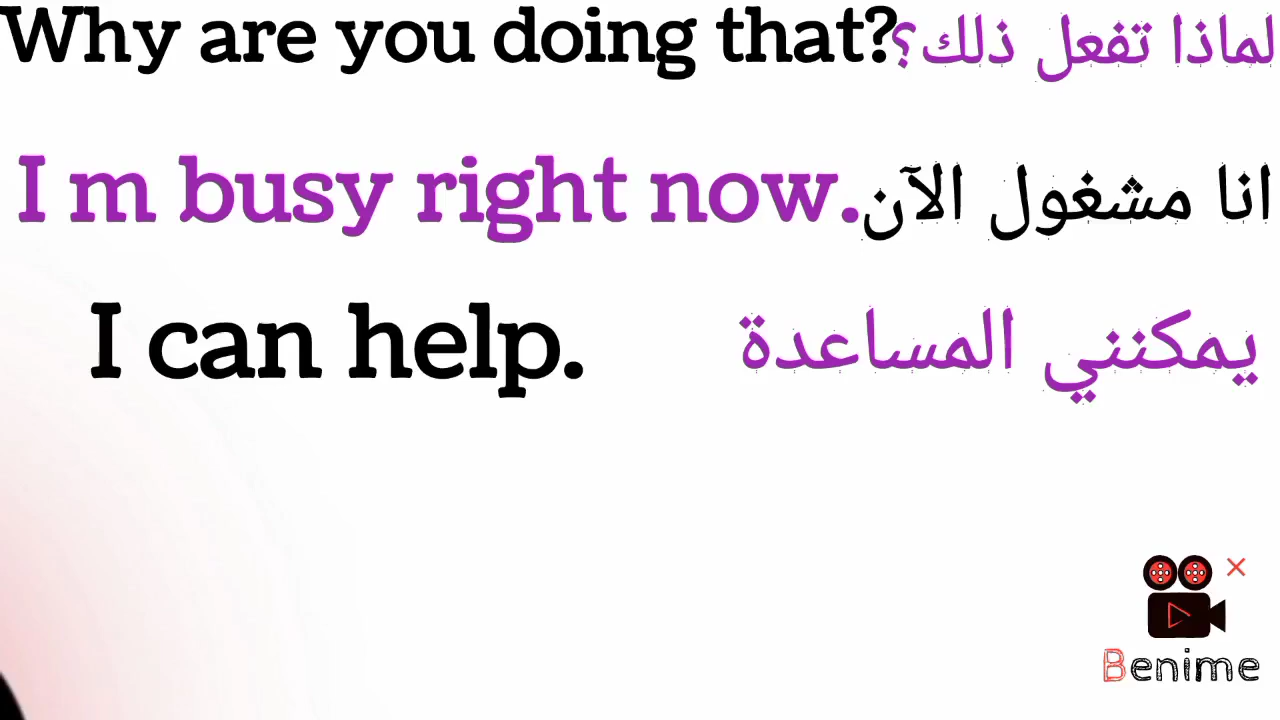 Why are you doing that? لماذا تفعل ذلك؟
I m busy right now. انا مشغول الآن
I can help. يمكنني المساعدة
Benime